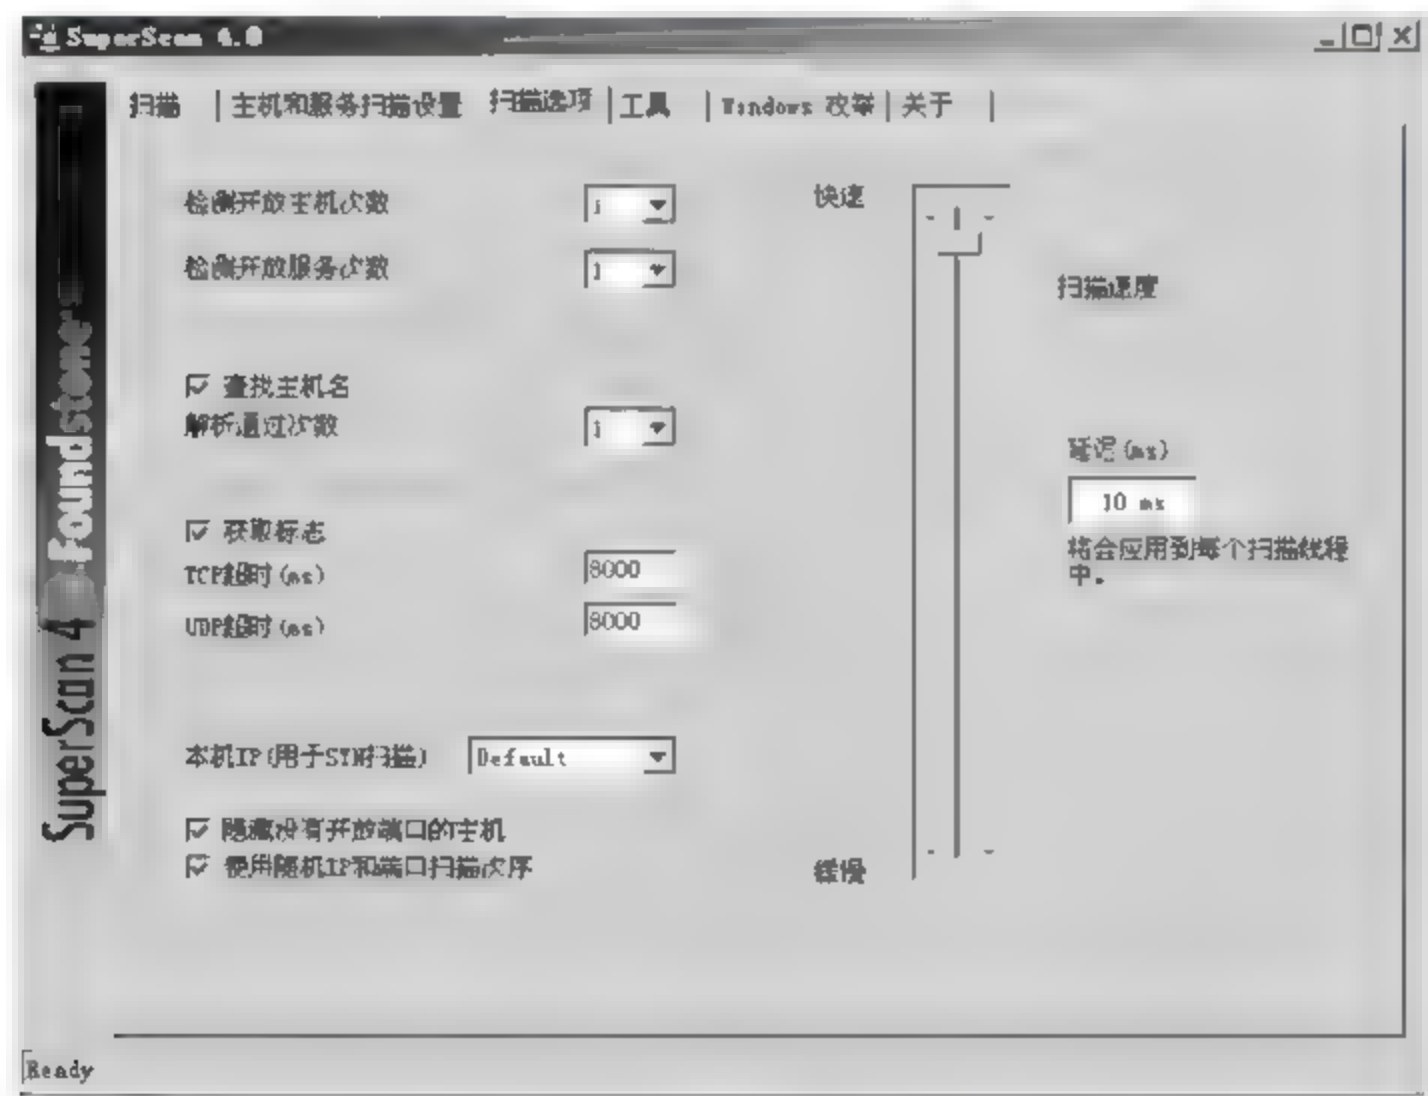 SuperScan 4.0
扫描 主机和服务扫描设置 扫描选项 工具 Windows 枚举 关于
检测开放主机次数 1
快速
检测开放服务次数 1
扫描速度
查找主机名
解析通过次数 1
延迟(ms)
10 ms
将会应用到每个扫描线程
中.
获取标志
TCP超时(ms) 8000
UDP超时(ms) 8000
本机IP(用于SYN扫描) Default
隐藏没有开放端口的主机
使用随机IP和端口扫描次序
缓慢
SuperScan 4 foundstone
Ready